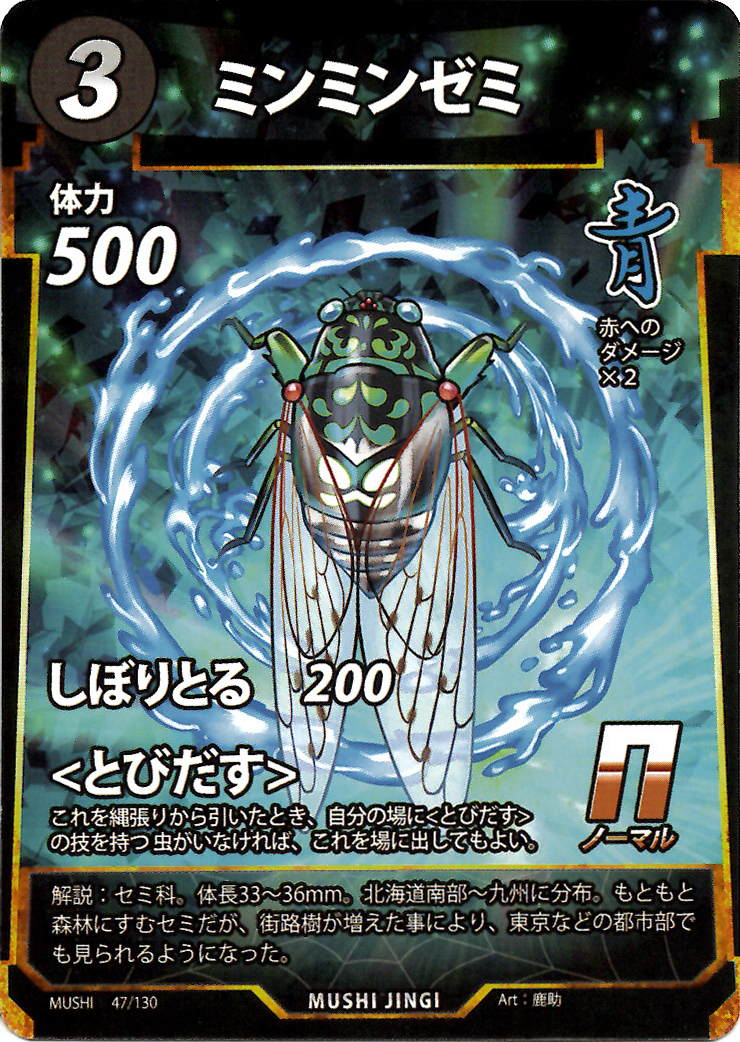 3
ミンミンゼミ
体力
500
青
赤への
ダメージ
×2
しぼりとる 200
<とびだす>
これを縄張りから引いたとき、自分の場に<とびだす>
の技を持つ虫がいなければ、これを場に出してもよい。
ノーマル
解説：セミ科。体長33～36mm。北海道南部～九州に分布。もともと
森林にすむセミだが、街路樹が増えた事により、東京などの都市部で
も見られるようになった。
MUSHI 47/130
MUSHI JINGI
Art：鹿助